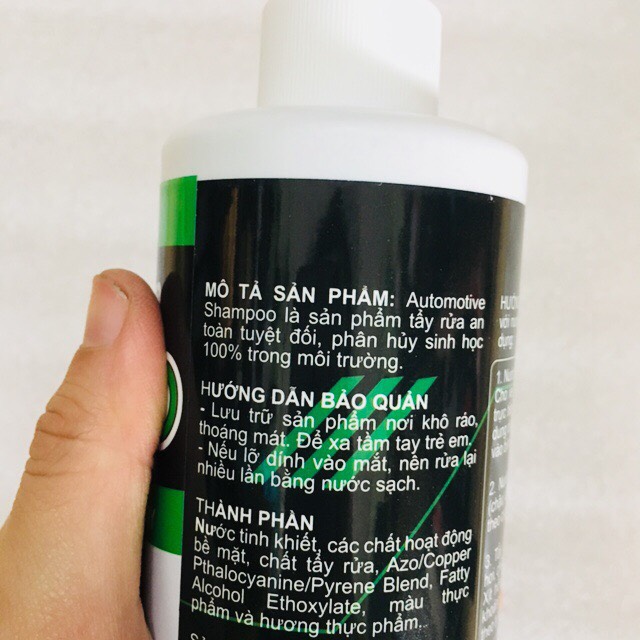 MÔ TẢ SẢN PHẨM: Automotive
Shampoo là sản phẩm tẩy rửa an
toàn tuyệt đối, phân hủy sinh học
100% trong môi trường.
HƯỚNG DẪN BẢO QUẢN
- Lưu trữ sản phẩm nơi khô ráo,
thoáng mát. Để xa tầm tay trẻ em.
- Nếu lỡ dính vào mắt, nên rửa lại
nhiều lần bằng nước sạch.
THÀNH PHẦN
Nước tinh khiết, các chất hoạt động
bề mặt, chất tẩy rửa, Azo/Copper
Pthalocyanine/Pyrene Blend, Fatty
Alcohol Ethoxylate, màu thực
phẩm và hương thực phẩm.
với
dụng:
1.
2.